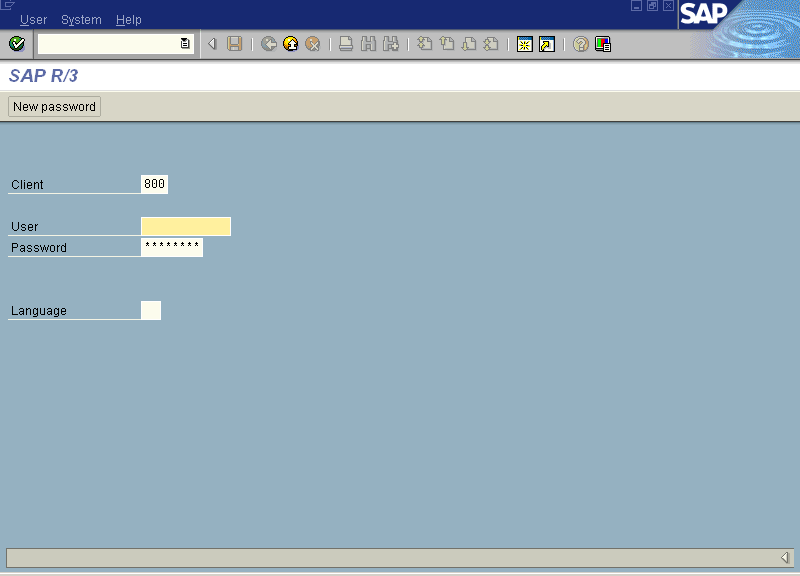 User System Help
SAP
SAP R/3
New password
Client 800
User
Password ********
Language